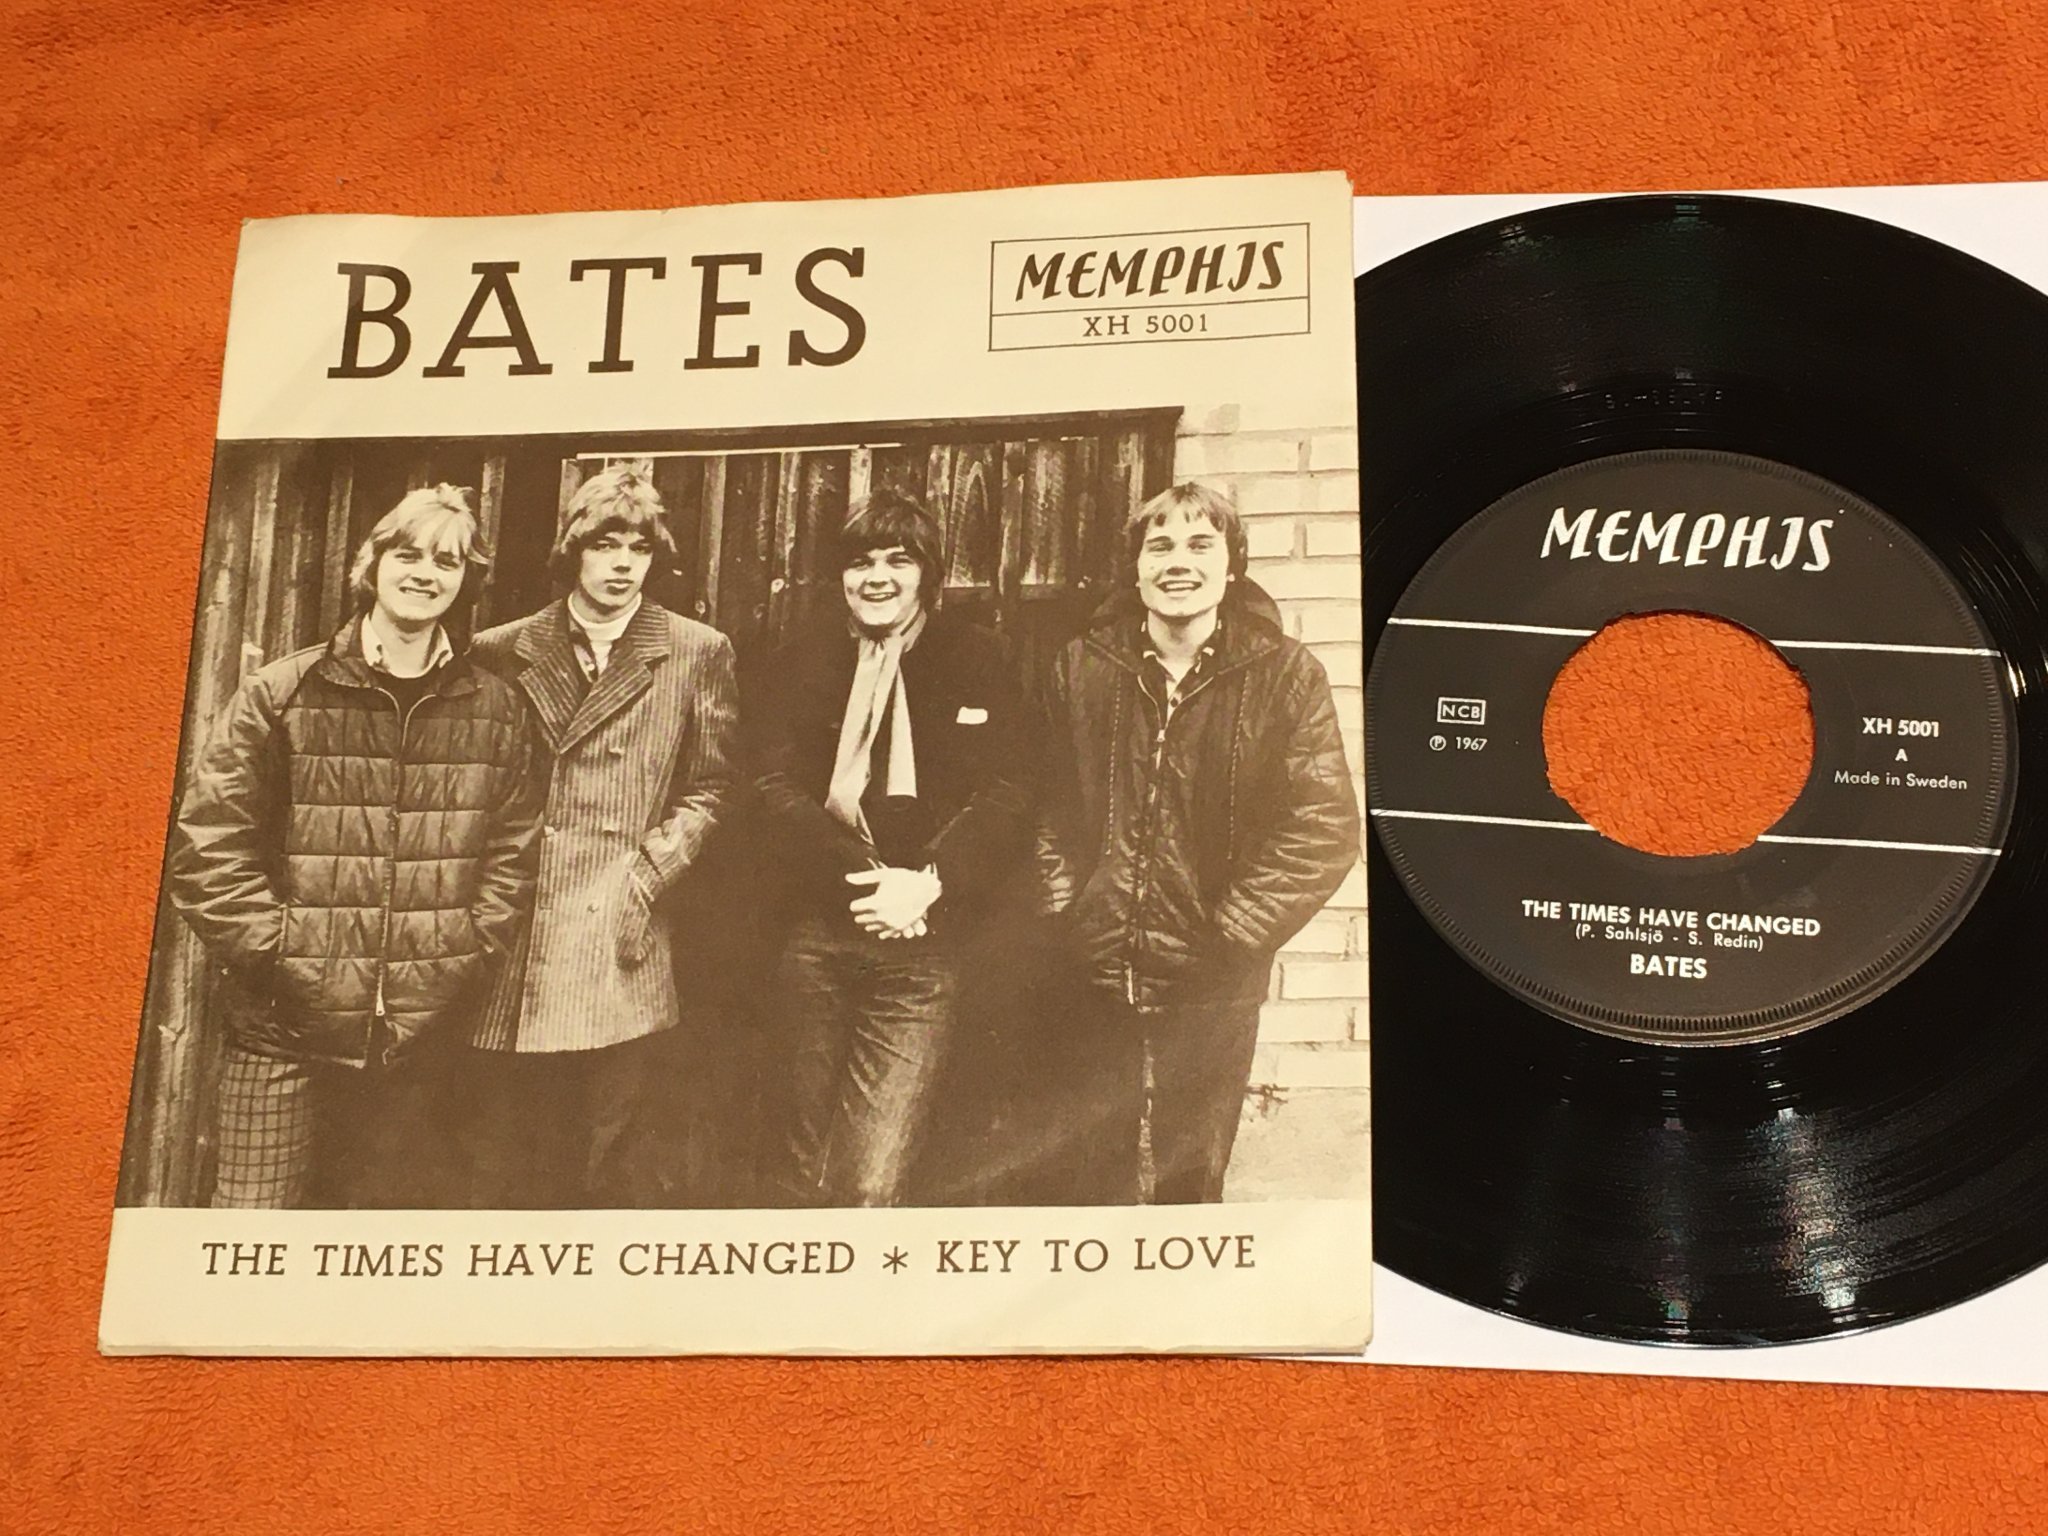 BATES
MEMPHIS
XH 5001
THE TIMES HAVE CHANGED * KEY TO LOVE
MEMPHIS
NCB
℗ 1967
XH 5001
A
Made in Sweden
THE TIMES HAVE CHANGED
(P. Sahlsjö - S. Redin)
BATES